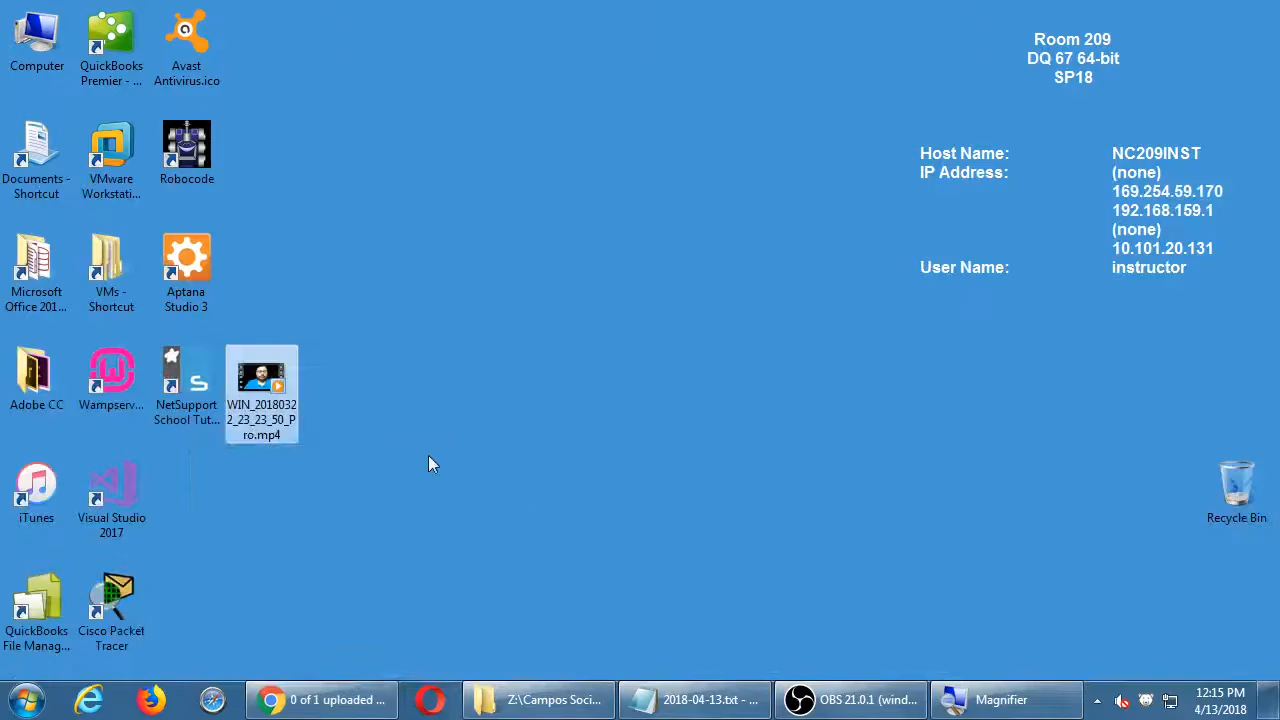 Room 209
DQ 67 64-bit
SP18
Host Name: NC209INST
IP Address: (none)
169.254.59.170
192.168.159.1
(none)
10.101.20.131
User Name: instructor
Computer
QuickBooks
Premier - ...
Avast
Antivirus.ico
Documents -
Shortcut
VMware
Workstati...
Robocode
Microsoft
Office 201...
VMs -
Shortcut
Aptana
Studio 3
Adobe CC
Wampserv...
NetSupport
School Tut...
WIN_2018032
2_23_23_50_P
ro.mp4
iTunes
Visual Studio
2017
QuickBooks
File Manag...
Cisco Packet
Tracer
Recycle Bin
0 of 1 uploaded ...
Z:\Campos Soci...
2018-04-13.txt - ...
OBS 21.0.1 (wind...
Magnifier
12:15 PM
4/13/2018